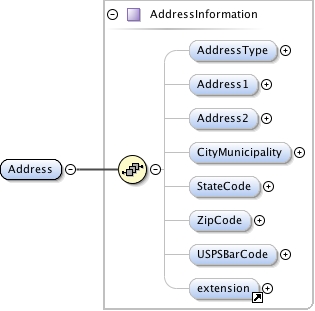 AddressInformation
AddressType
Address1
Address2
CityMunicipality
Address
StateCode
ZipCode
USPSBarCode
extension